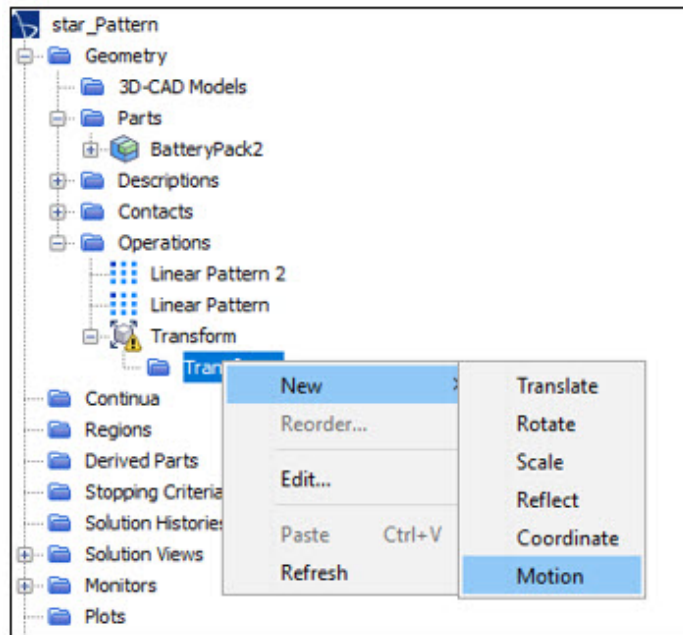 star_Pattern
Geometry
3D-CAD Models
Parts
BatteryPack2
Descriptions
Contacts
Operations
Linear Pattern 2
Linear Pattern
Transform
Continua
Regions
Derived Parts
Stopping Criteria
Solution Histories
Solution Views
Monitors
Plots
New
Reorder...
Edit...
Paste Ctrl+V
Refresh
Translate
Rotate
Scale
Reflect
Coordinate
Motion